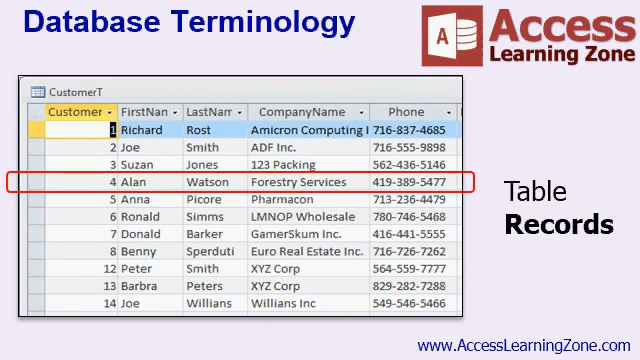 Database Terminology
A
Access
Learning Zone
CustomerT
Customer FirstNan LastNam CompanyName Phone
1 Richard Rost Amicron Computing 716-837-4685
2 Joe Smith ADF Inc. 716-555-9898
3 Suzan Jones 123 Packing 562-436-5146
4 Alan Watson Forestry Services 419-389-5477
5 Anna Picore Pharmacon 713-236-4479
6 Ronald Simms LMNOP Wholesale 780-746-5468
7 Donald Barker GamerSkum Inc. 416-441-5555
8 Benny Sperduti Euro Real Estate Inc. 716-726-7262
12 Peter Smith XYZ Corp 564-559-7777
13 Barbra Peters XYZ Corp 829-282-7288
14 Joe Willians Willians Inc 549-546-5466
Table
Records
www.AccessLearningZone.com